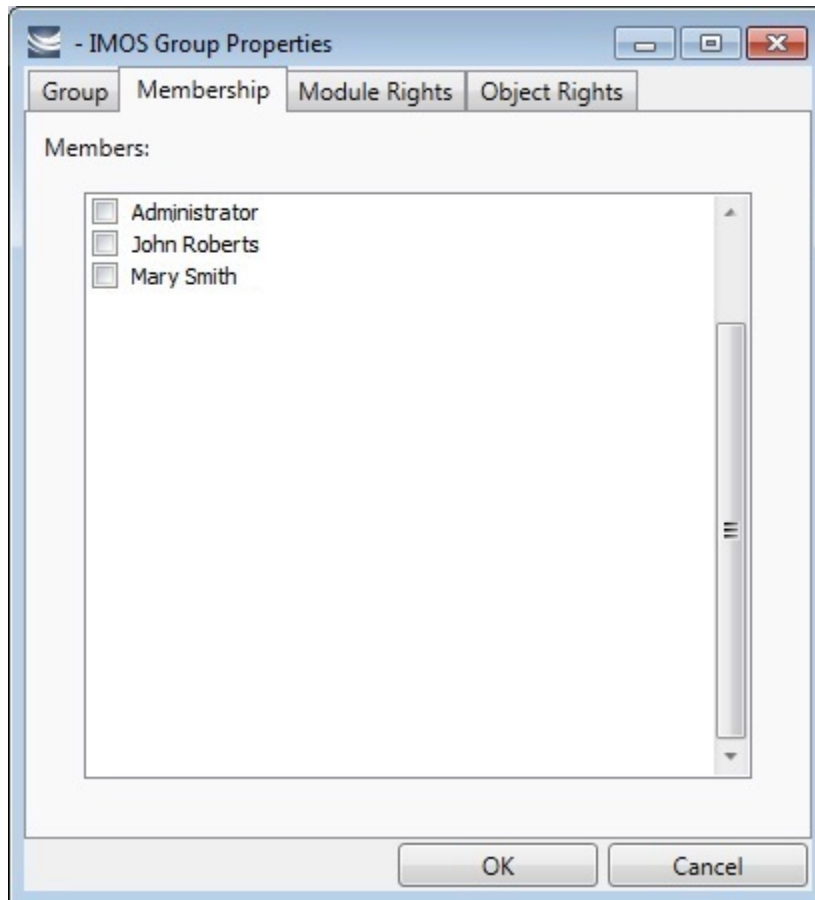 - IMOS Group Properties
Group Membership Module Rights Object Rights
Members:
Administrator
John Roberts
Mary Smith
OK Cancel